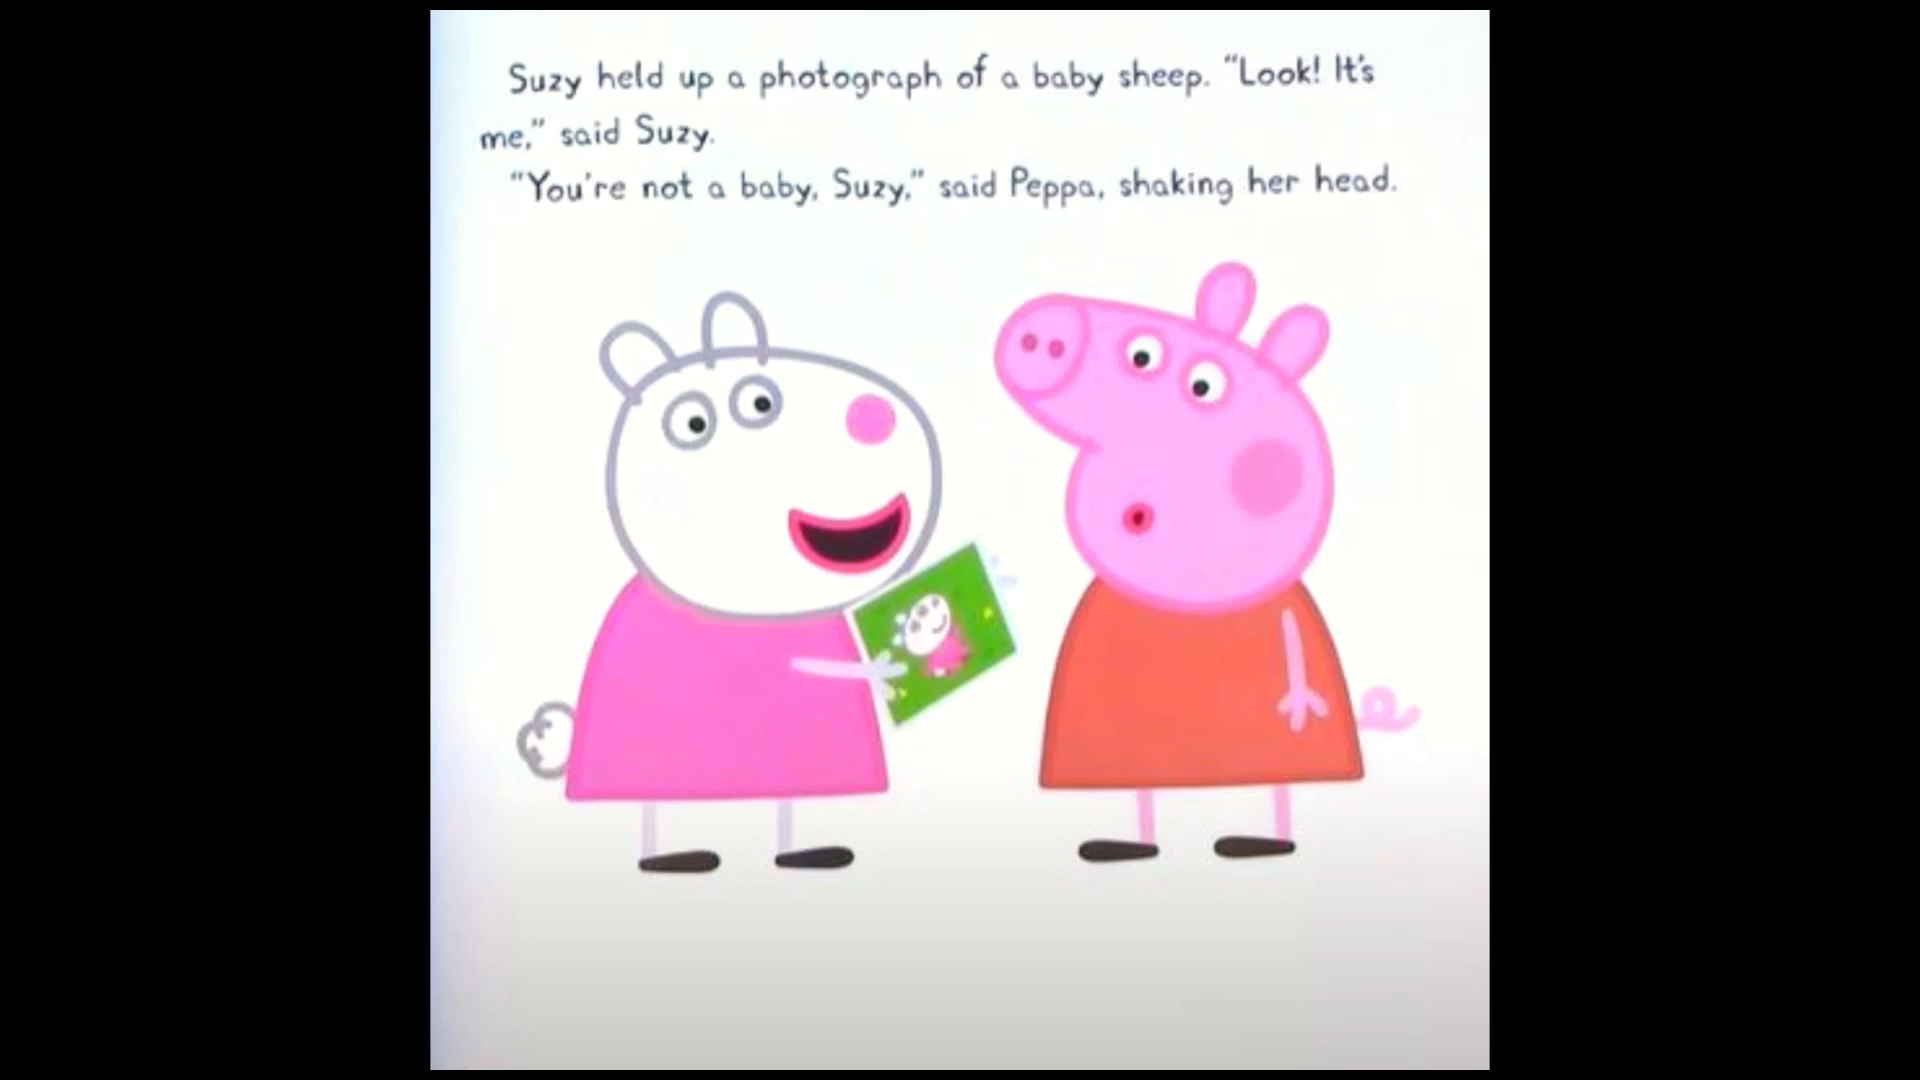 Suzy held up a photograph of a baby sheep. “Look! It’s
me,” said Suzy.
“You’re not a baby, Suzy,” said Peppa, shaking her head.